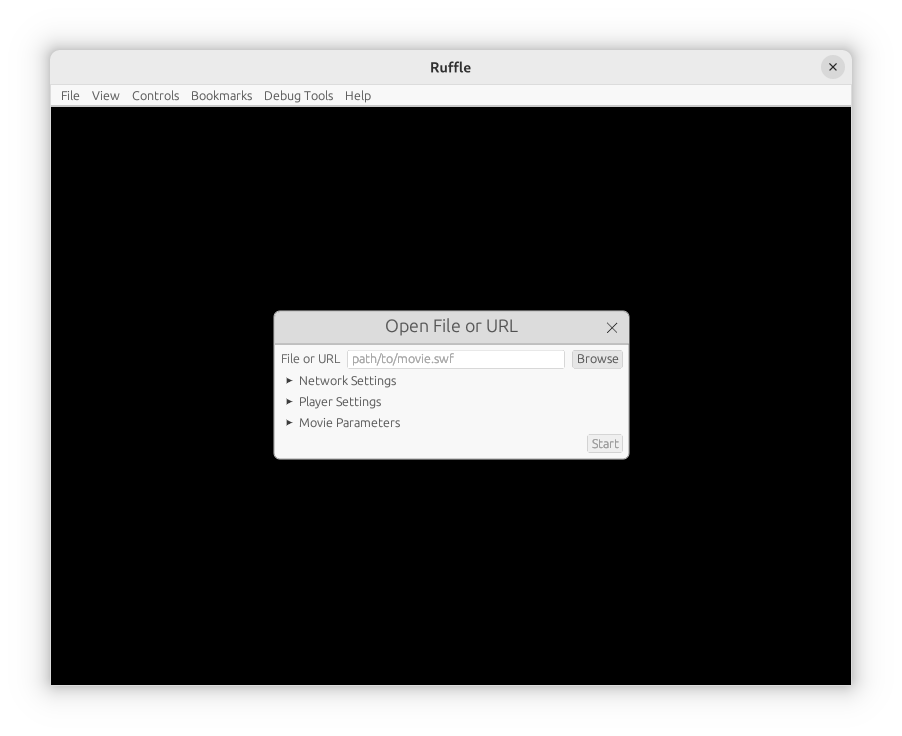 Ruffle
File View Controls Bookmarks Debug Tools Help
Open File or URL
File or URL path/to/movie.swf Browse
Network Settings
Player Settings
Movie Parameters
Start